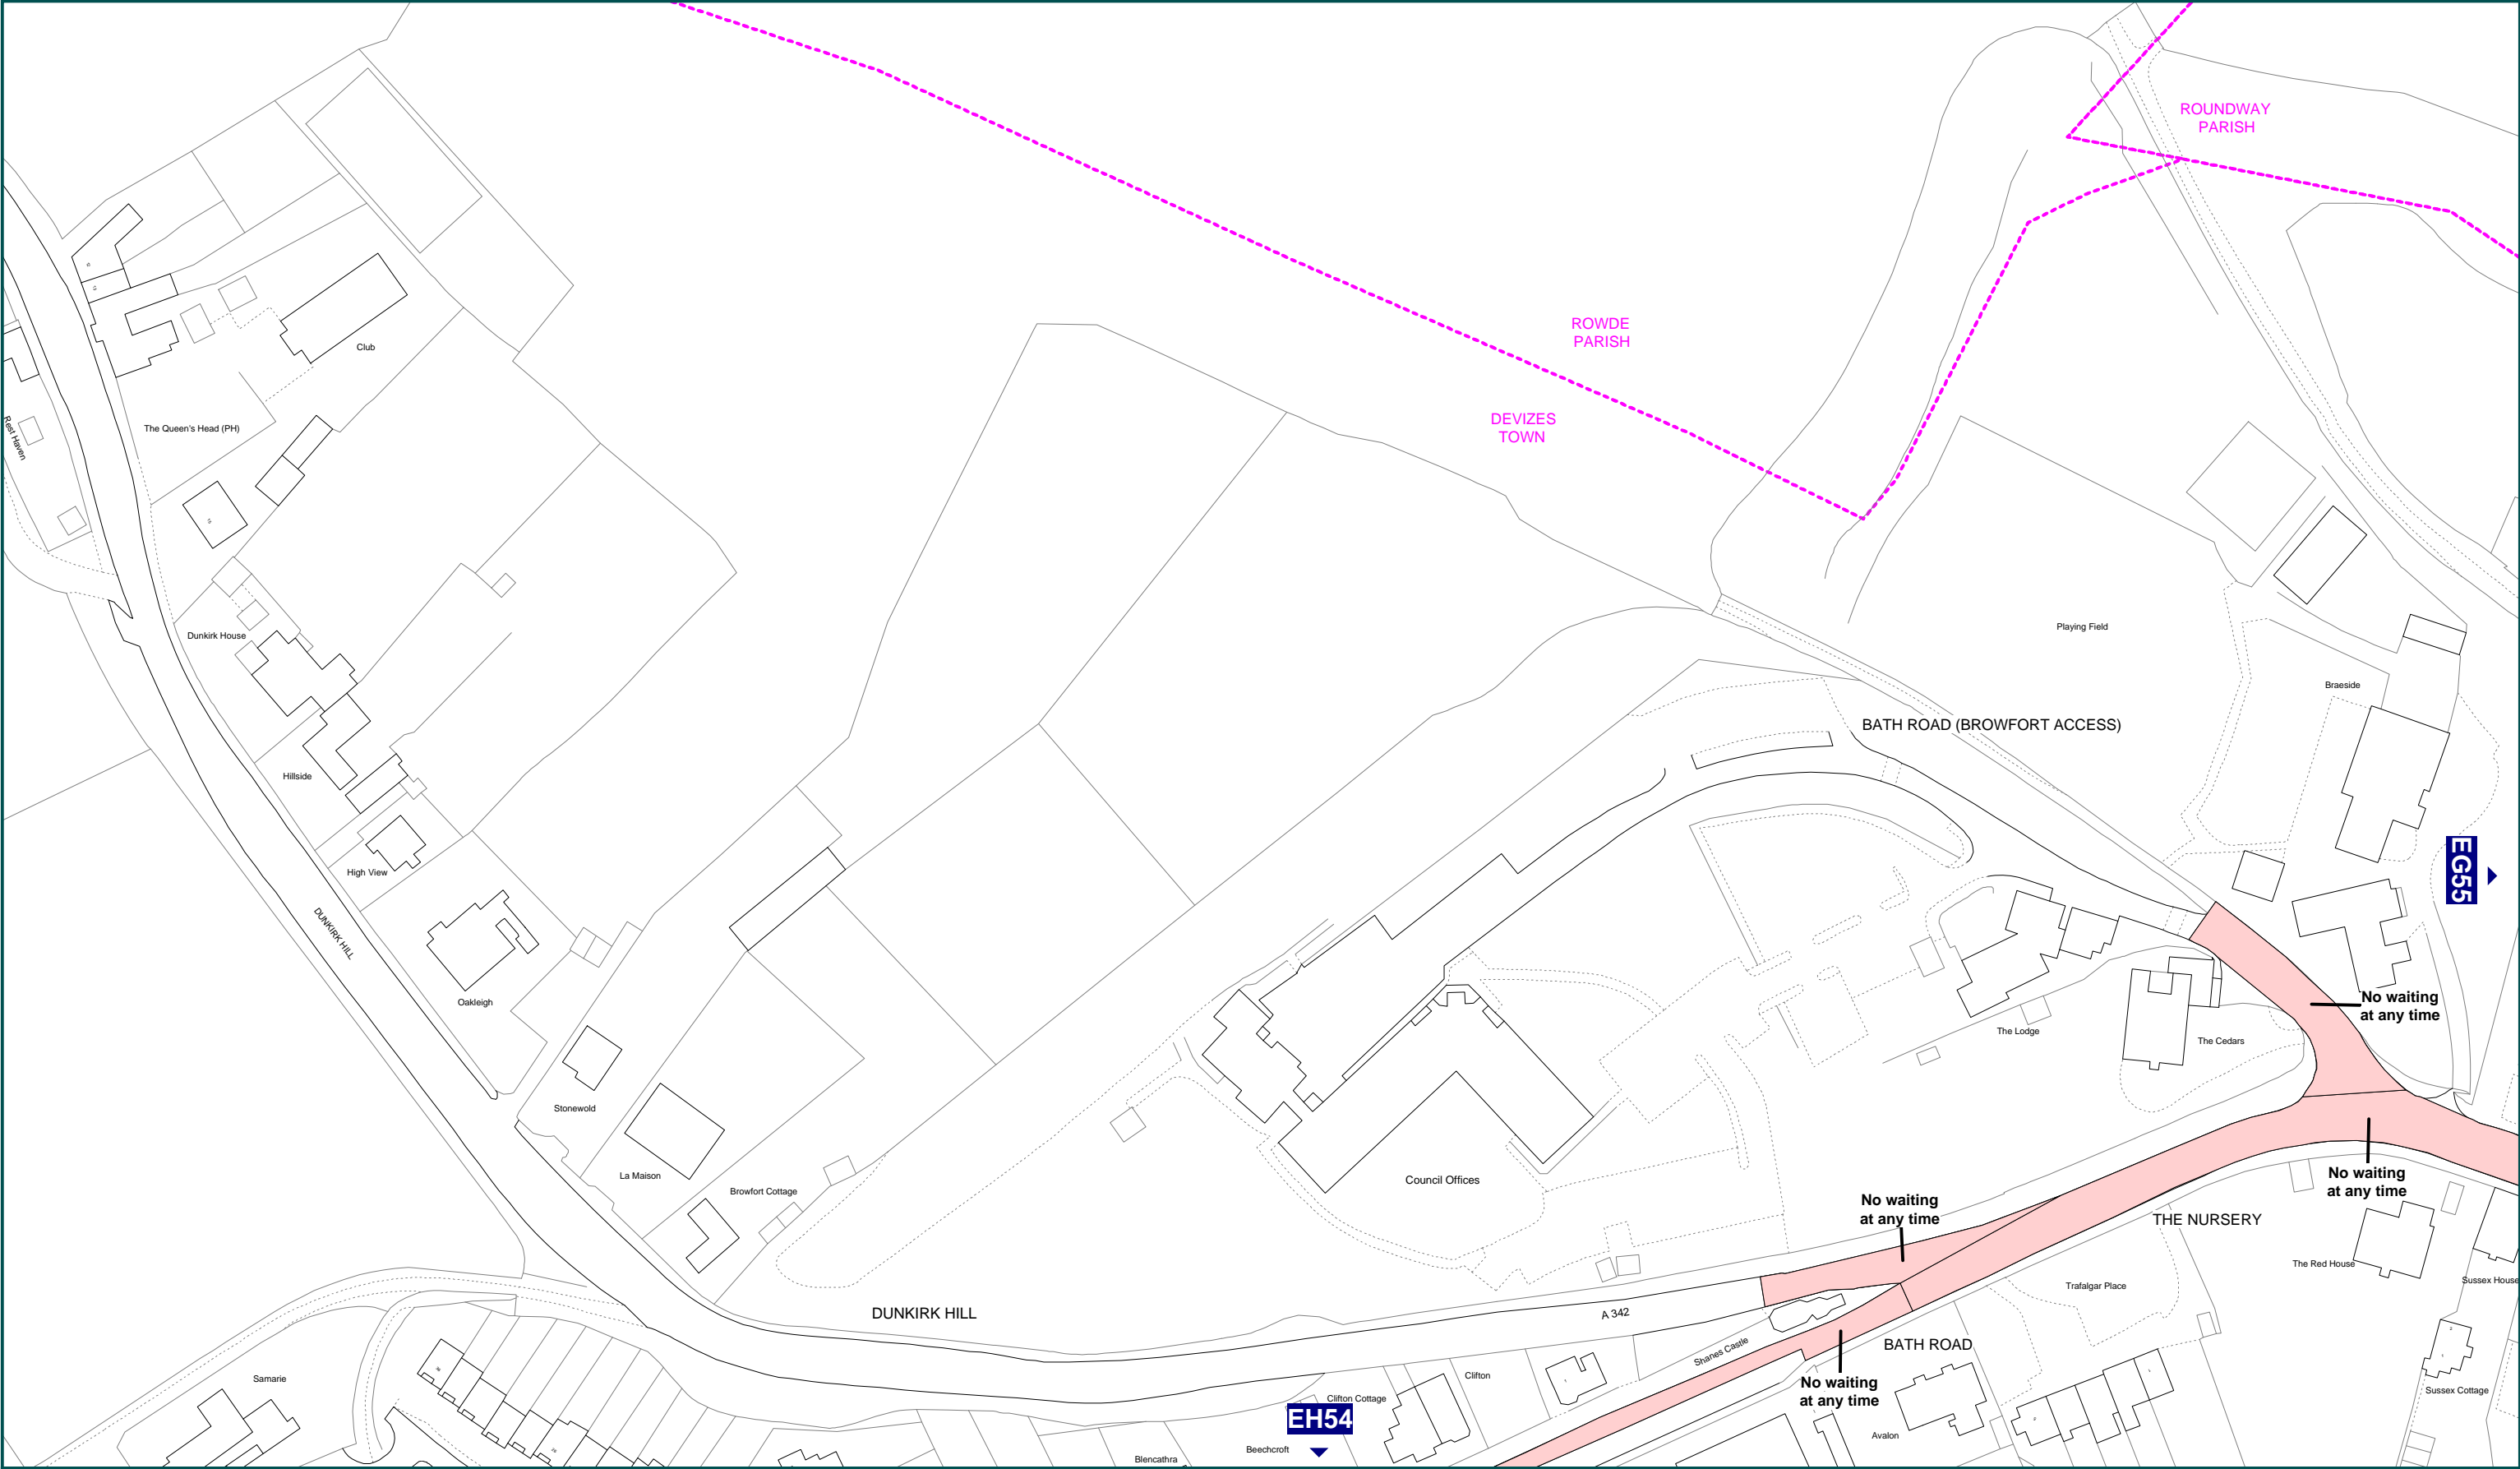 ROUNDWAY
PARISH
ROWDE
PARISH
DEVIZES
TOWN
Club
The Queen's Head (PH)
Rest Haven
Dunkirk House
Playing Field
Braeside
BATH ROAD (BROWFORT ACCESS)
Hillside
High View
DUNKIRK HILL
EG55
Oakleigh
No waiting
at any time
The Lodge
The Cedars
Stonewold
La Maison
Browfort Cottage
Council Offices
No waiting
at any time
No waiting
at any time
THE NURSERY
The Red House
Sussex House
Trafalgar Place
DUNKIRK HILL
A 342
Shanes Castle
BATH ROAD
No waiting
at any time
Samarie
Clifton
Clifton Cottage
EH54
Beechcroft
Blencathra
Avalon
Sussex Cottage